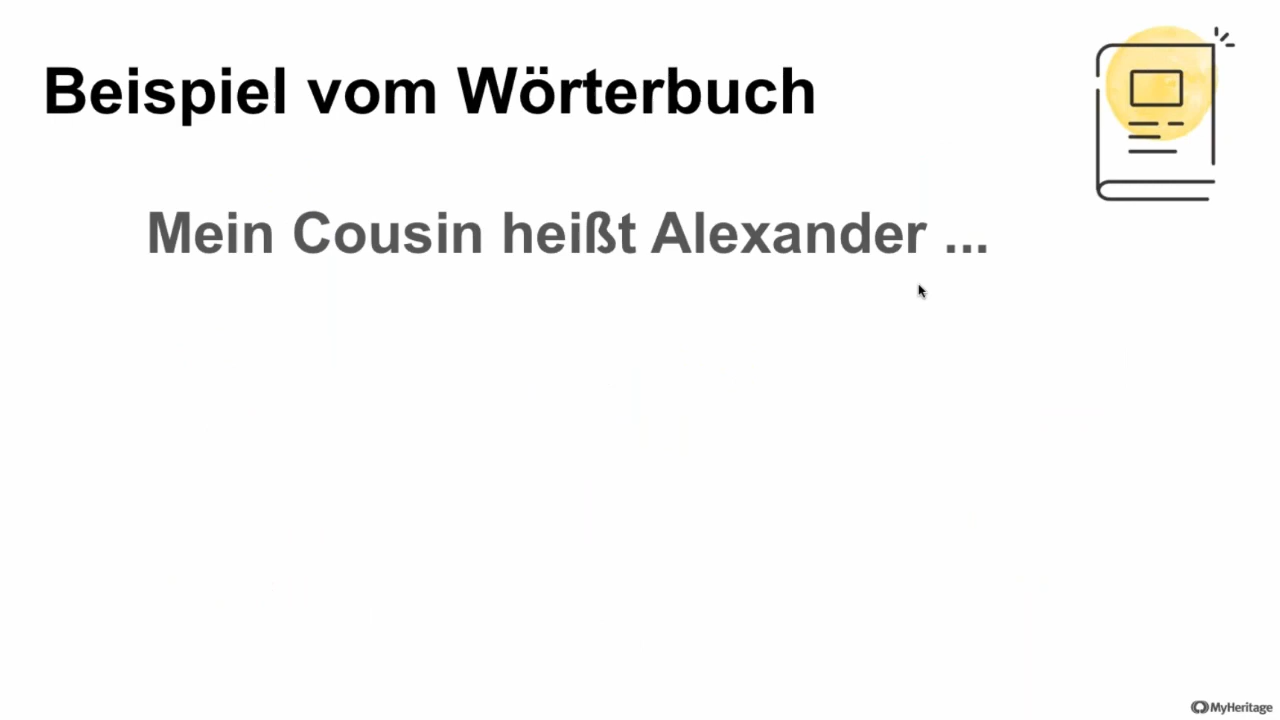 Beispiel vom Wörterbuch
Mein Cousin heißt Alexander ...
MyHeritage